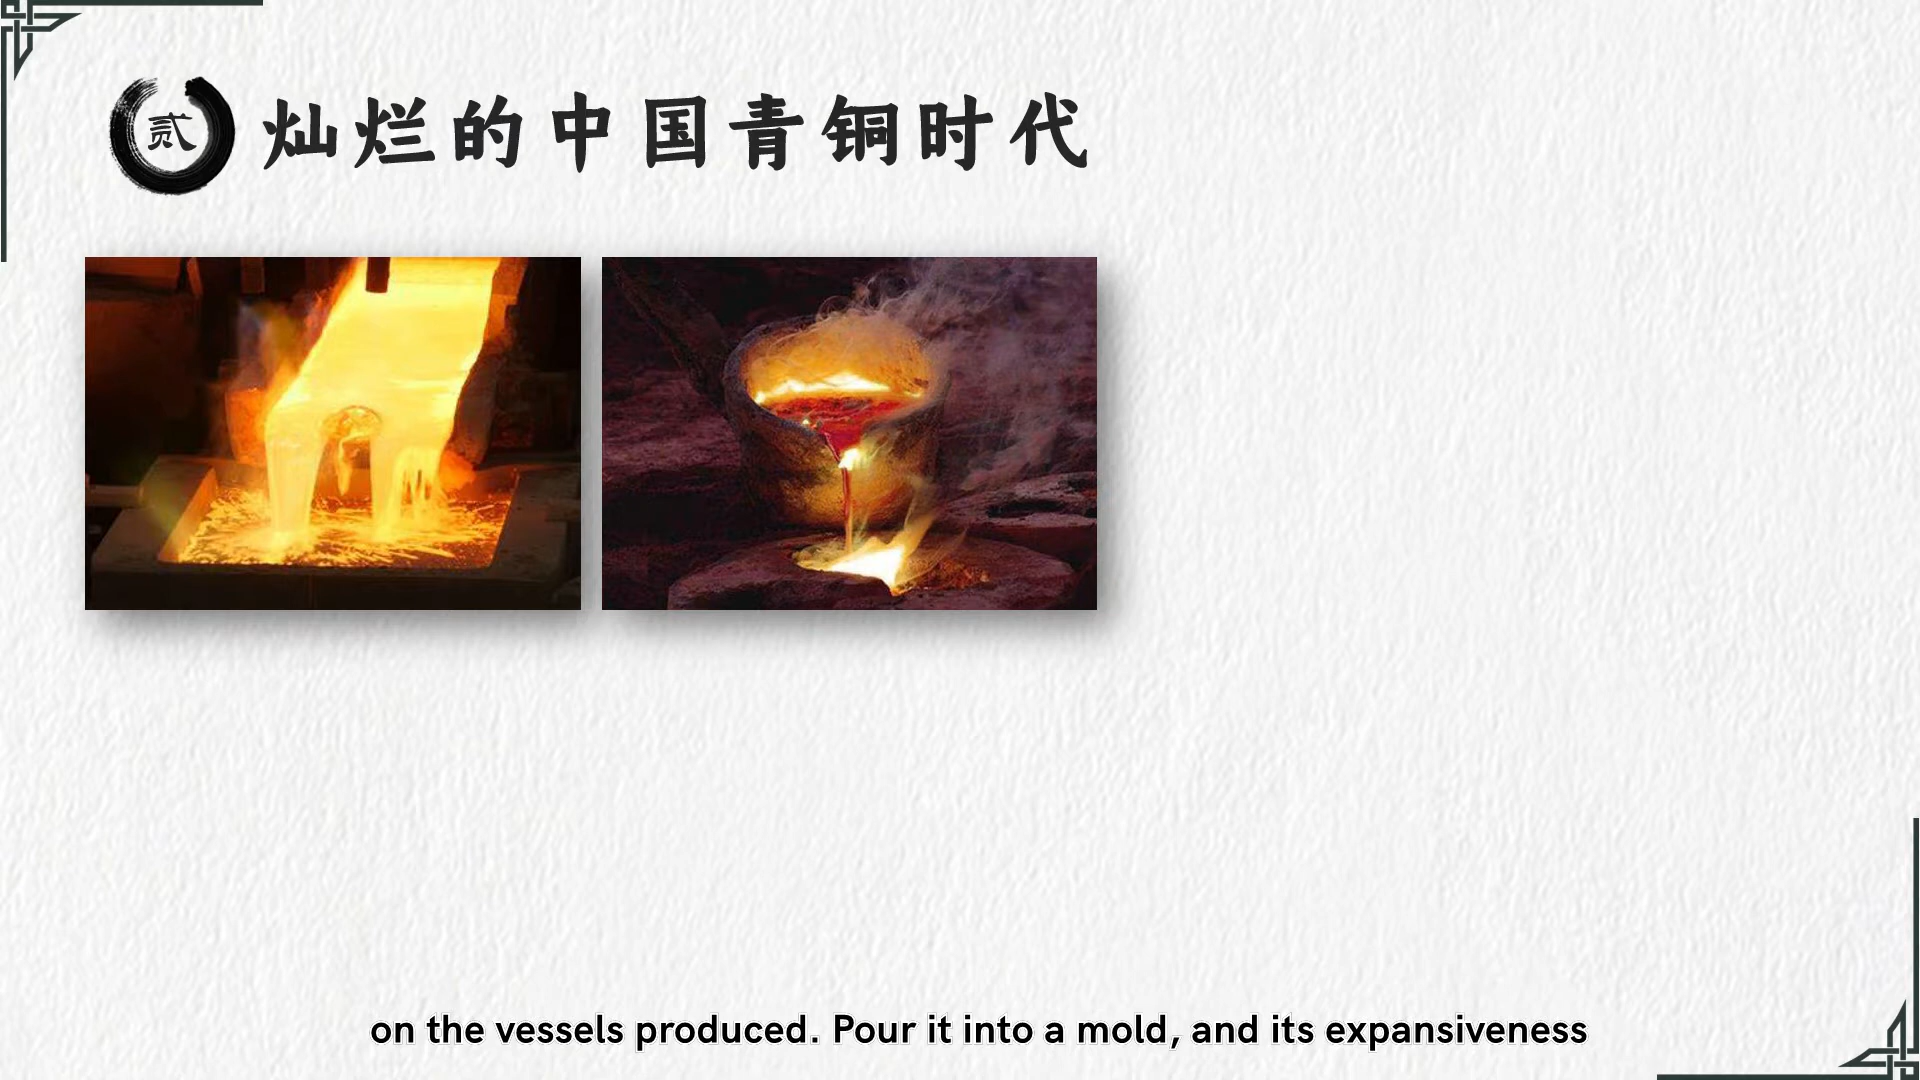 贰
灿烂的中国青铜时代
on the vessels produced. Pour it into a mold, and its expansiveness